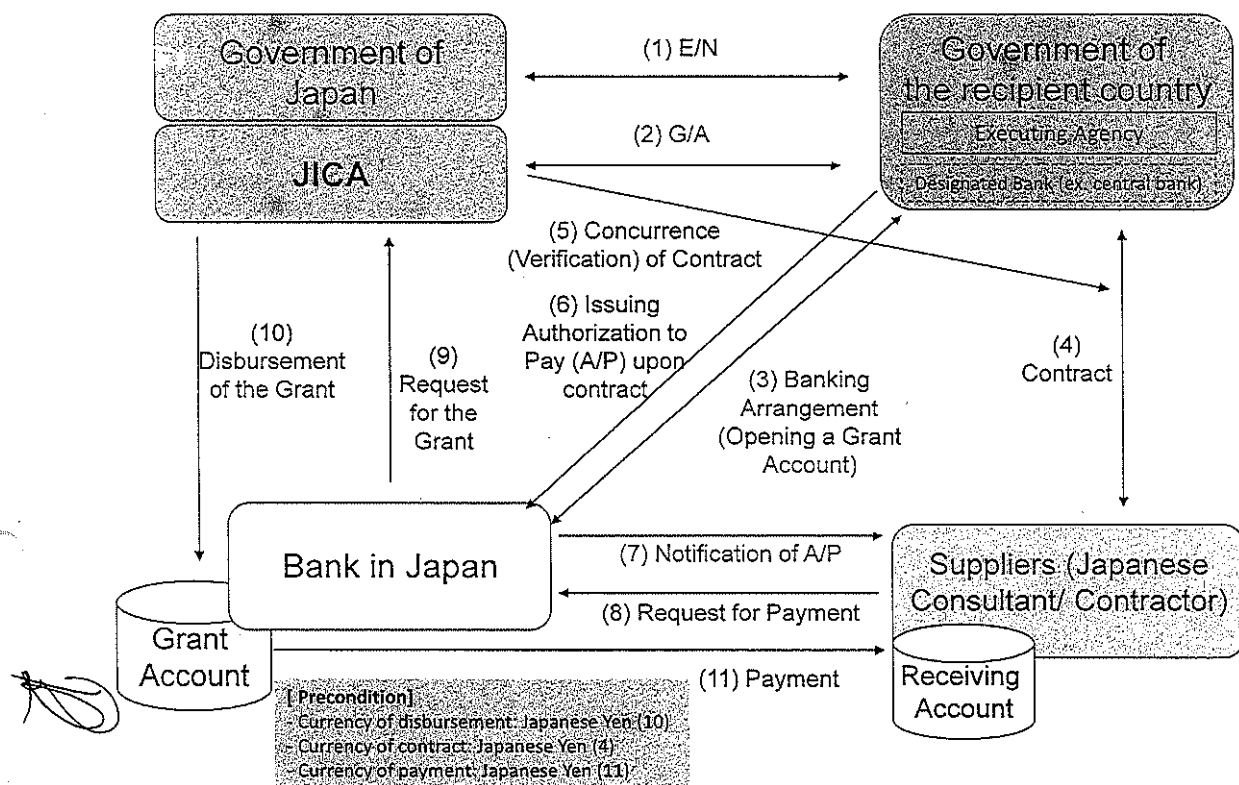 Government of
Japan
JICA
(1) E/N
(2) G/A
Government of
the recipient country
Executing Agency
Designated Bank (ex. central bank)
(5) Concurrence
(Verification) of Contract
(6) Issuing
Authorization to
Pay (A/P) upon
contract
(3) Banking
Arrangement
(Opening a Grant
Account)
(4)
Contract
(10)
Disbursement
of the Grant
(9)
Request
for the
Grant
Bank in Japan
(7) Notification of A/P
(8) Request for Payment
Suppliers (Japanese
Consultant/ Contractor)
Grant
Account
(11) Payment
Receiving
Account
[ Precondition]
- Currency of disbursement: Japanese Yen (10)
- Currency of contract: Japanese Yen (4)
- Currency of payment: Japanese Yen (11)